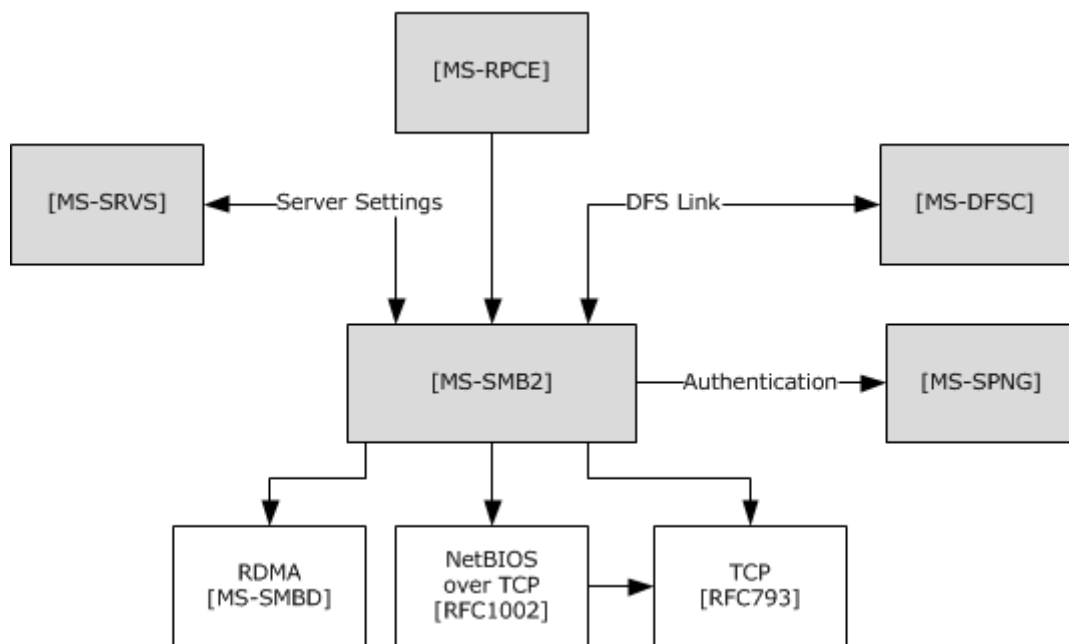 [MS-RPCE]
[MS-SRVS]
Server Settings
DFS Link
[MS-DFSC]
[MS-SMB2]
Authentication
[MS-SPNG]
RDMA
[MS-SMBD]
NetBIOS
over TCP
[RFC1002]
TCP
[RFC793]